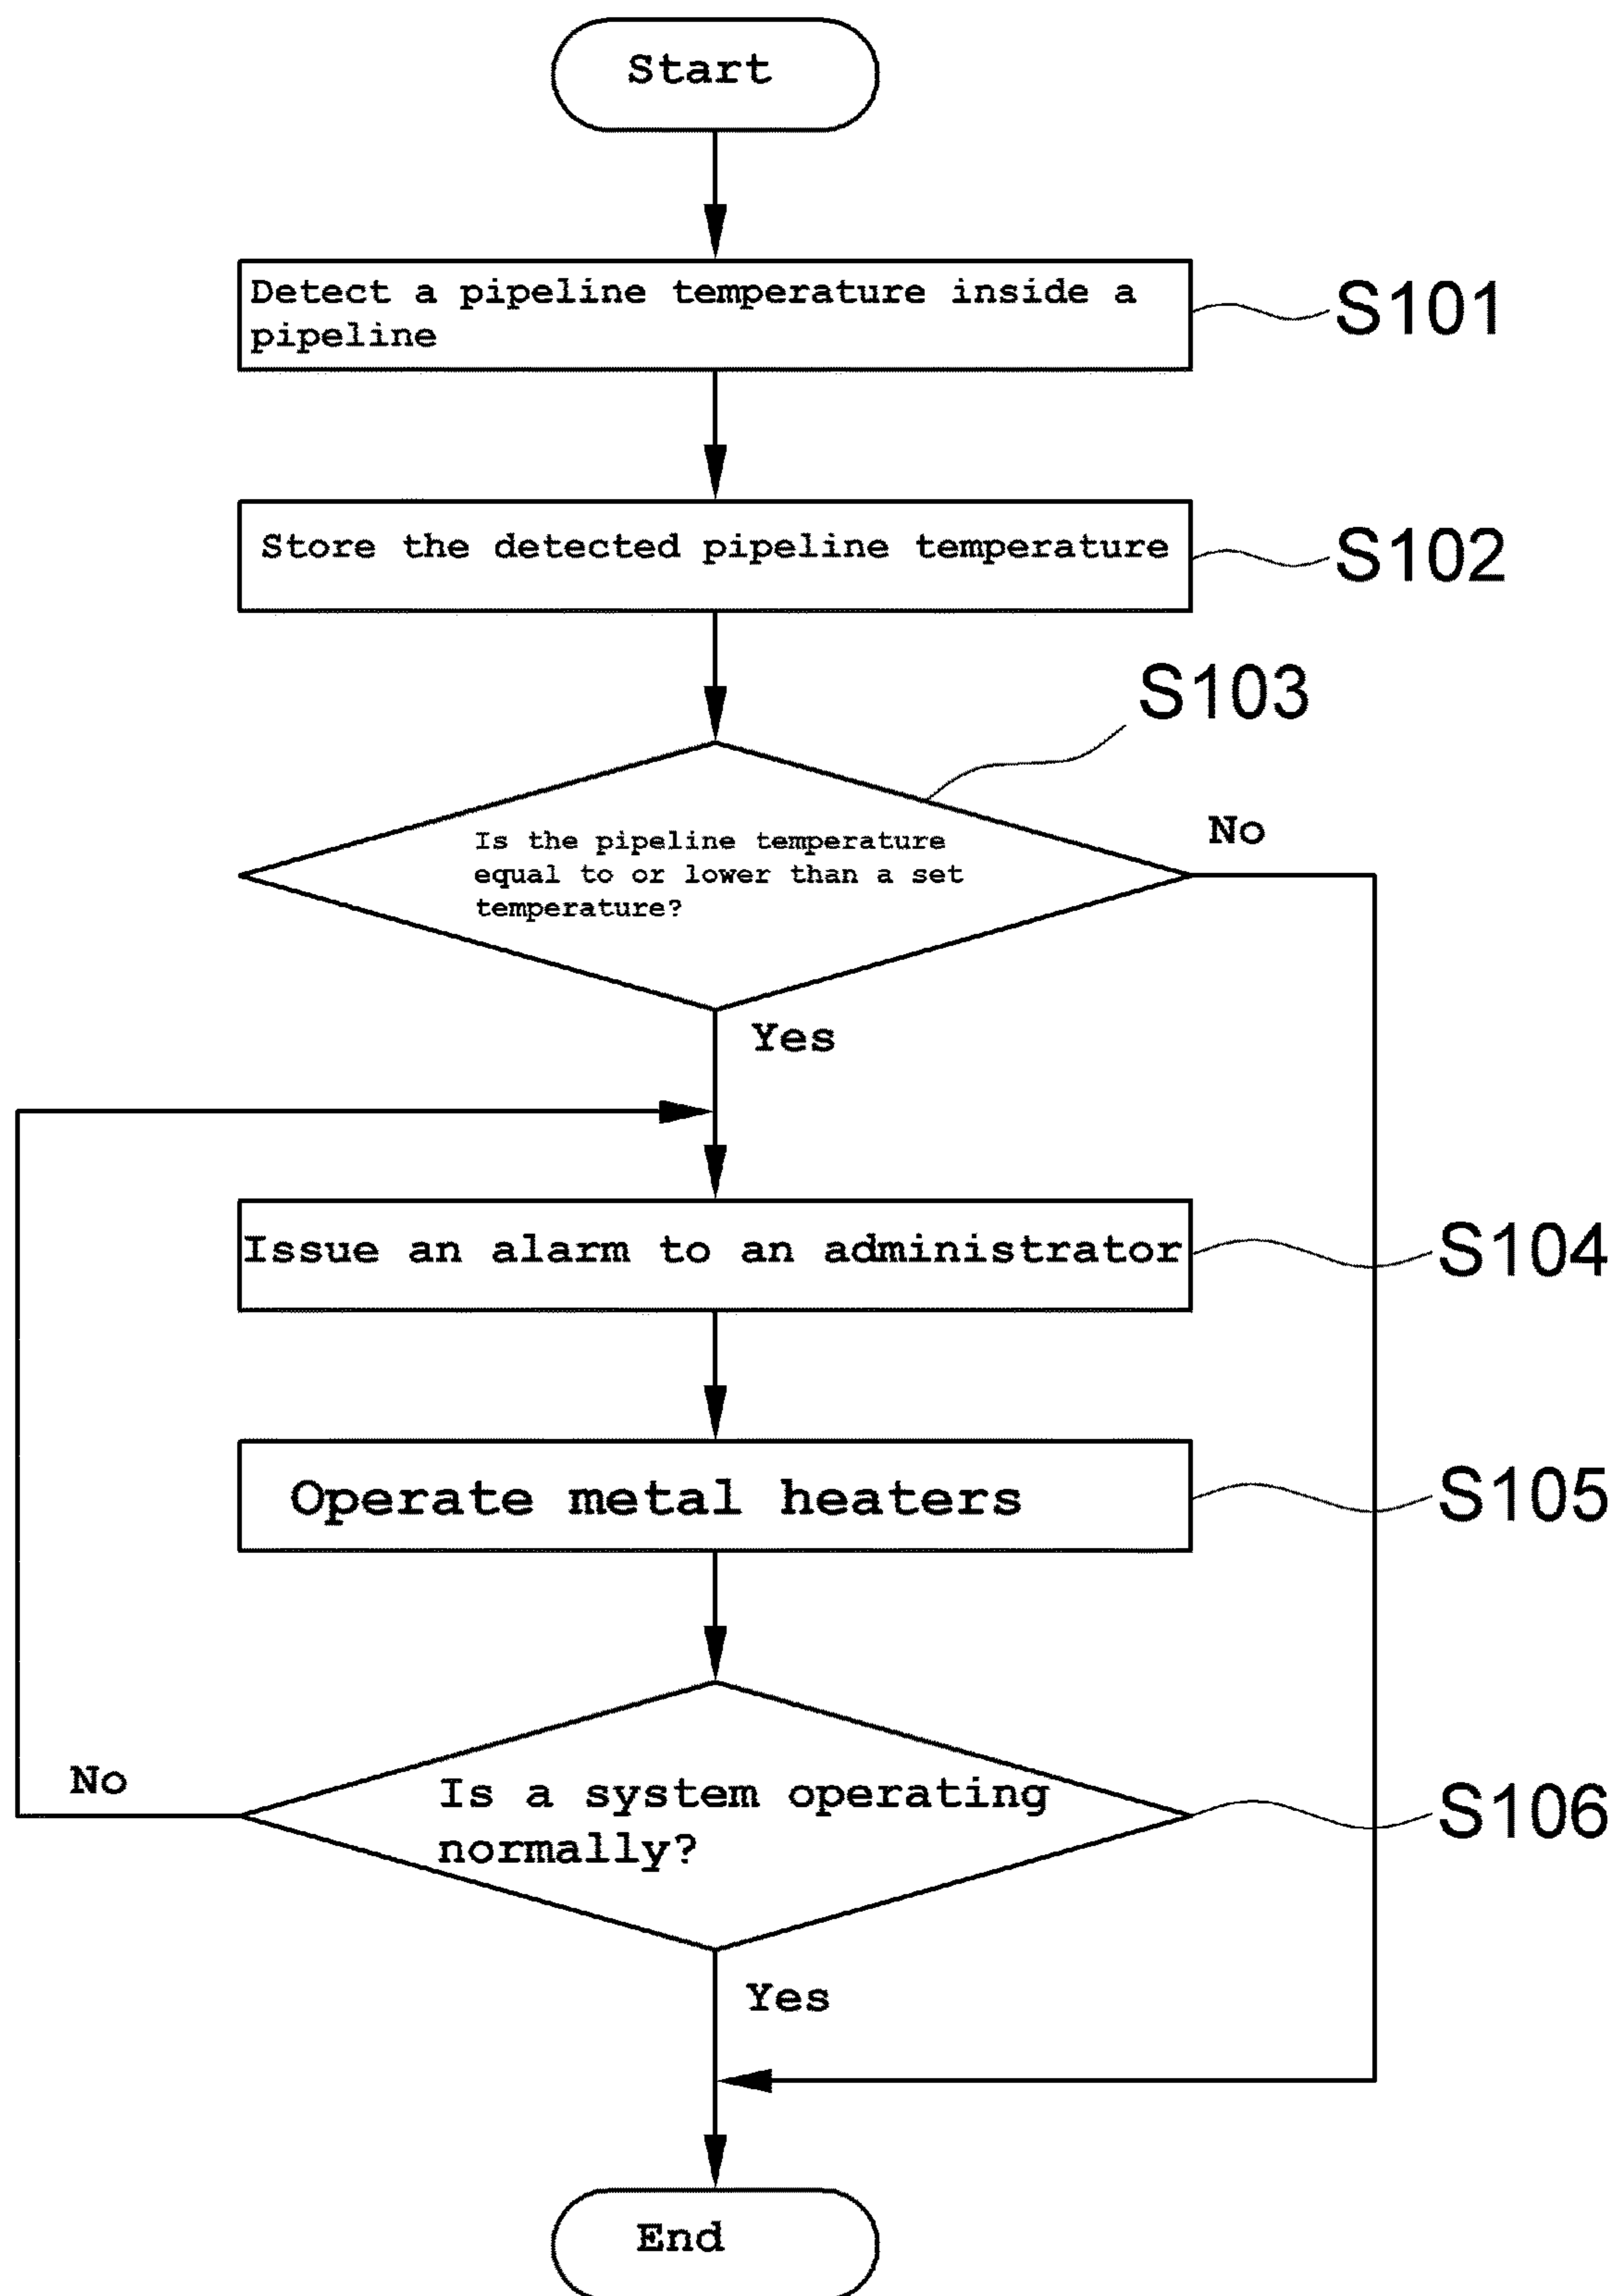 Start
Detect a pipeline temperature inside a
pipeline
S101
Store the detected pipeline temperature
S102
S103
Is the pipeline temperature
equal to or lower than a set
temperature?
No
Yes
Issue an alarm to an administrator
S104
Operate metal heaters
S105
No
Is a system operating
normally?
S106
Yes
End